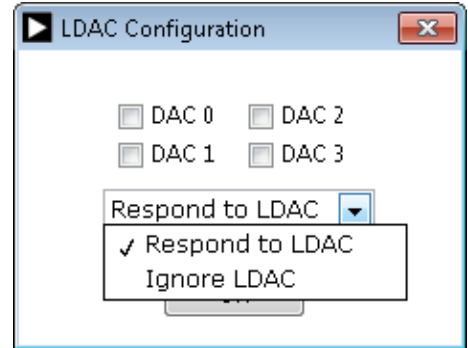 LDAC Configuration
DAC 0 DAC 2
DAC 1 DAC 3
Respond to LDAC
✓ Respond to LDAC
Ignore LDAC